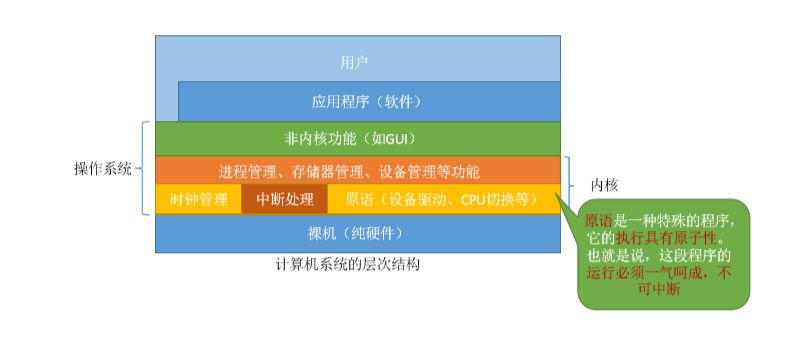 用户
应用程序（软件）
非内核功能（如GUI）
操作系统
进程管理、存储器管理、设备管理等功能
内核
时钟管理
中断处理
原语（设备驱动、CPU切换等）
裸机（纯硬件）
计算机系统的层次结构
原语是一种特殊的程序，
它的执行具有原子性。
也就是说，这段程序的
运行必须一气呵成，不
可中断